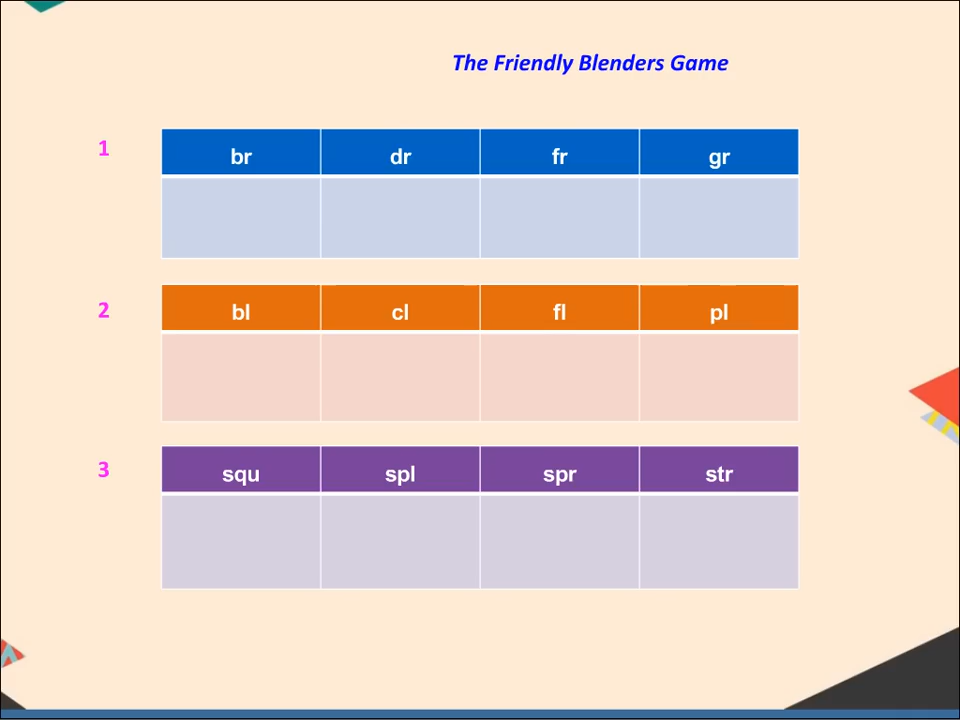 The Friendly Blenders Game
1
br dr fr gr
2
bl cl fl pl
3
squ spl spr str